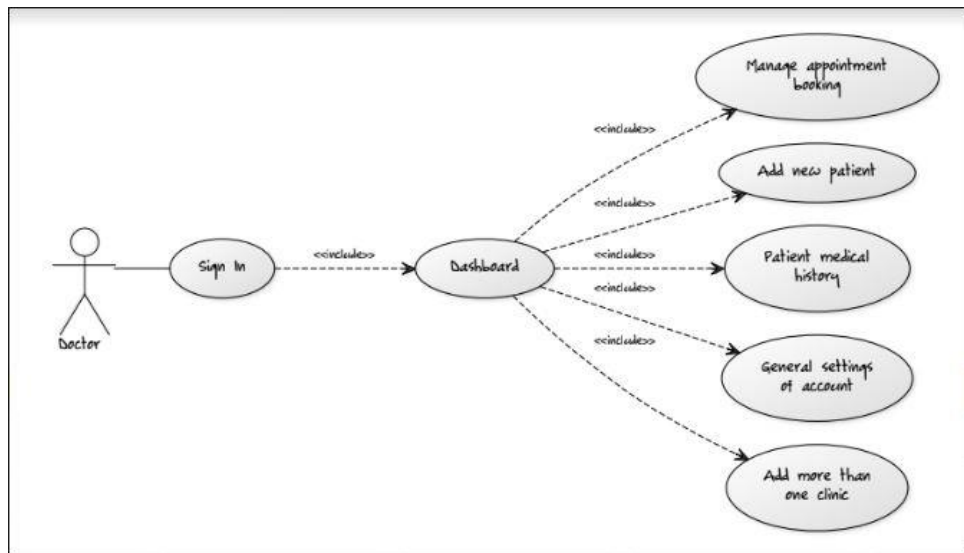 Manage appointment
booking
<<include>>
Add new patient
<<include>>
Sign In
<<include>>
Dashboard
<<include>>
Patient medical
history
<<include>>
Doctor
<<include>>
General settings
of account
Add more than
one clinic